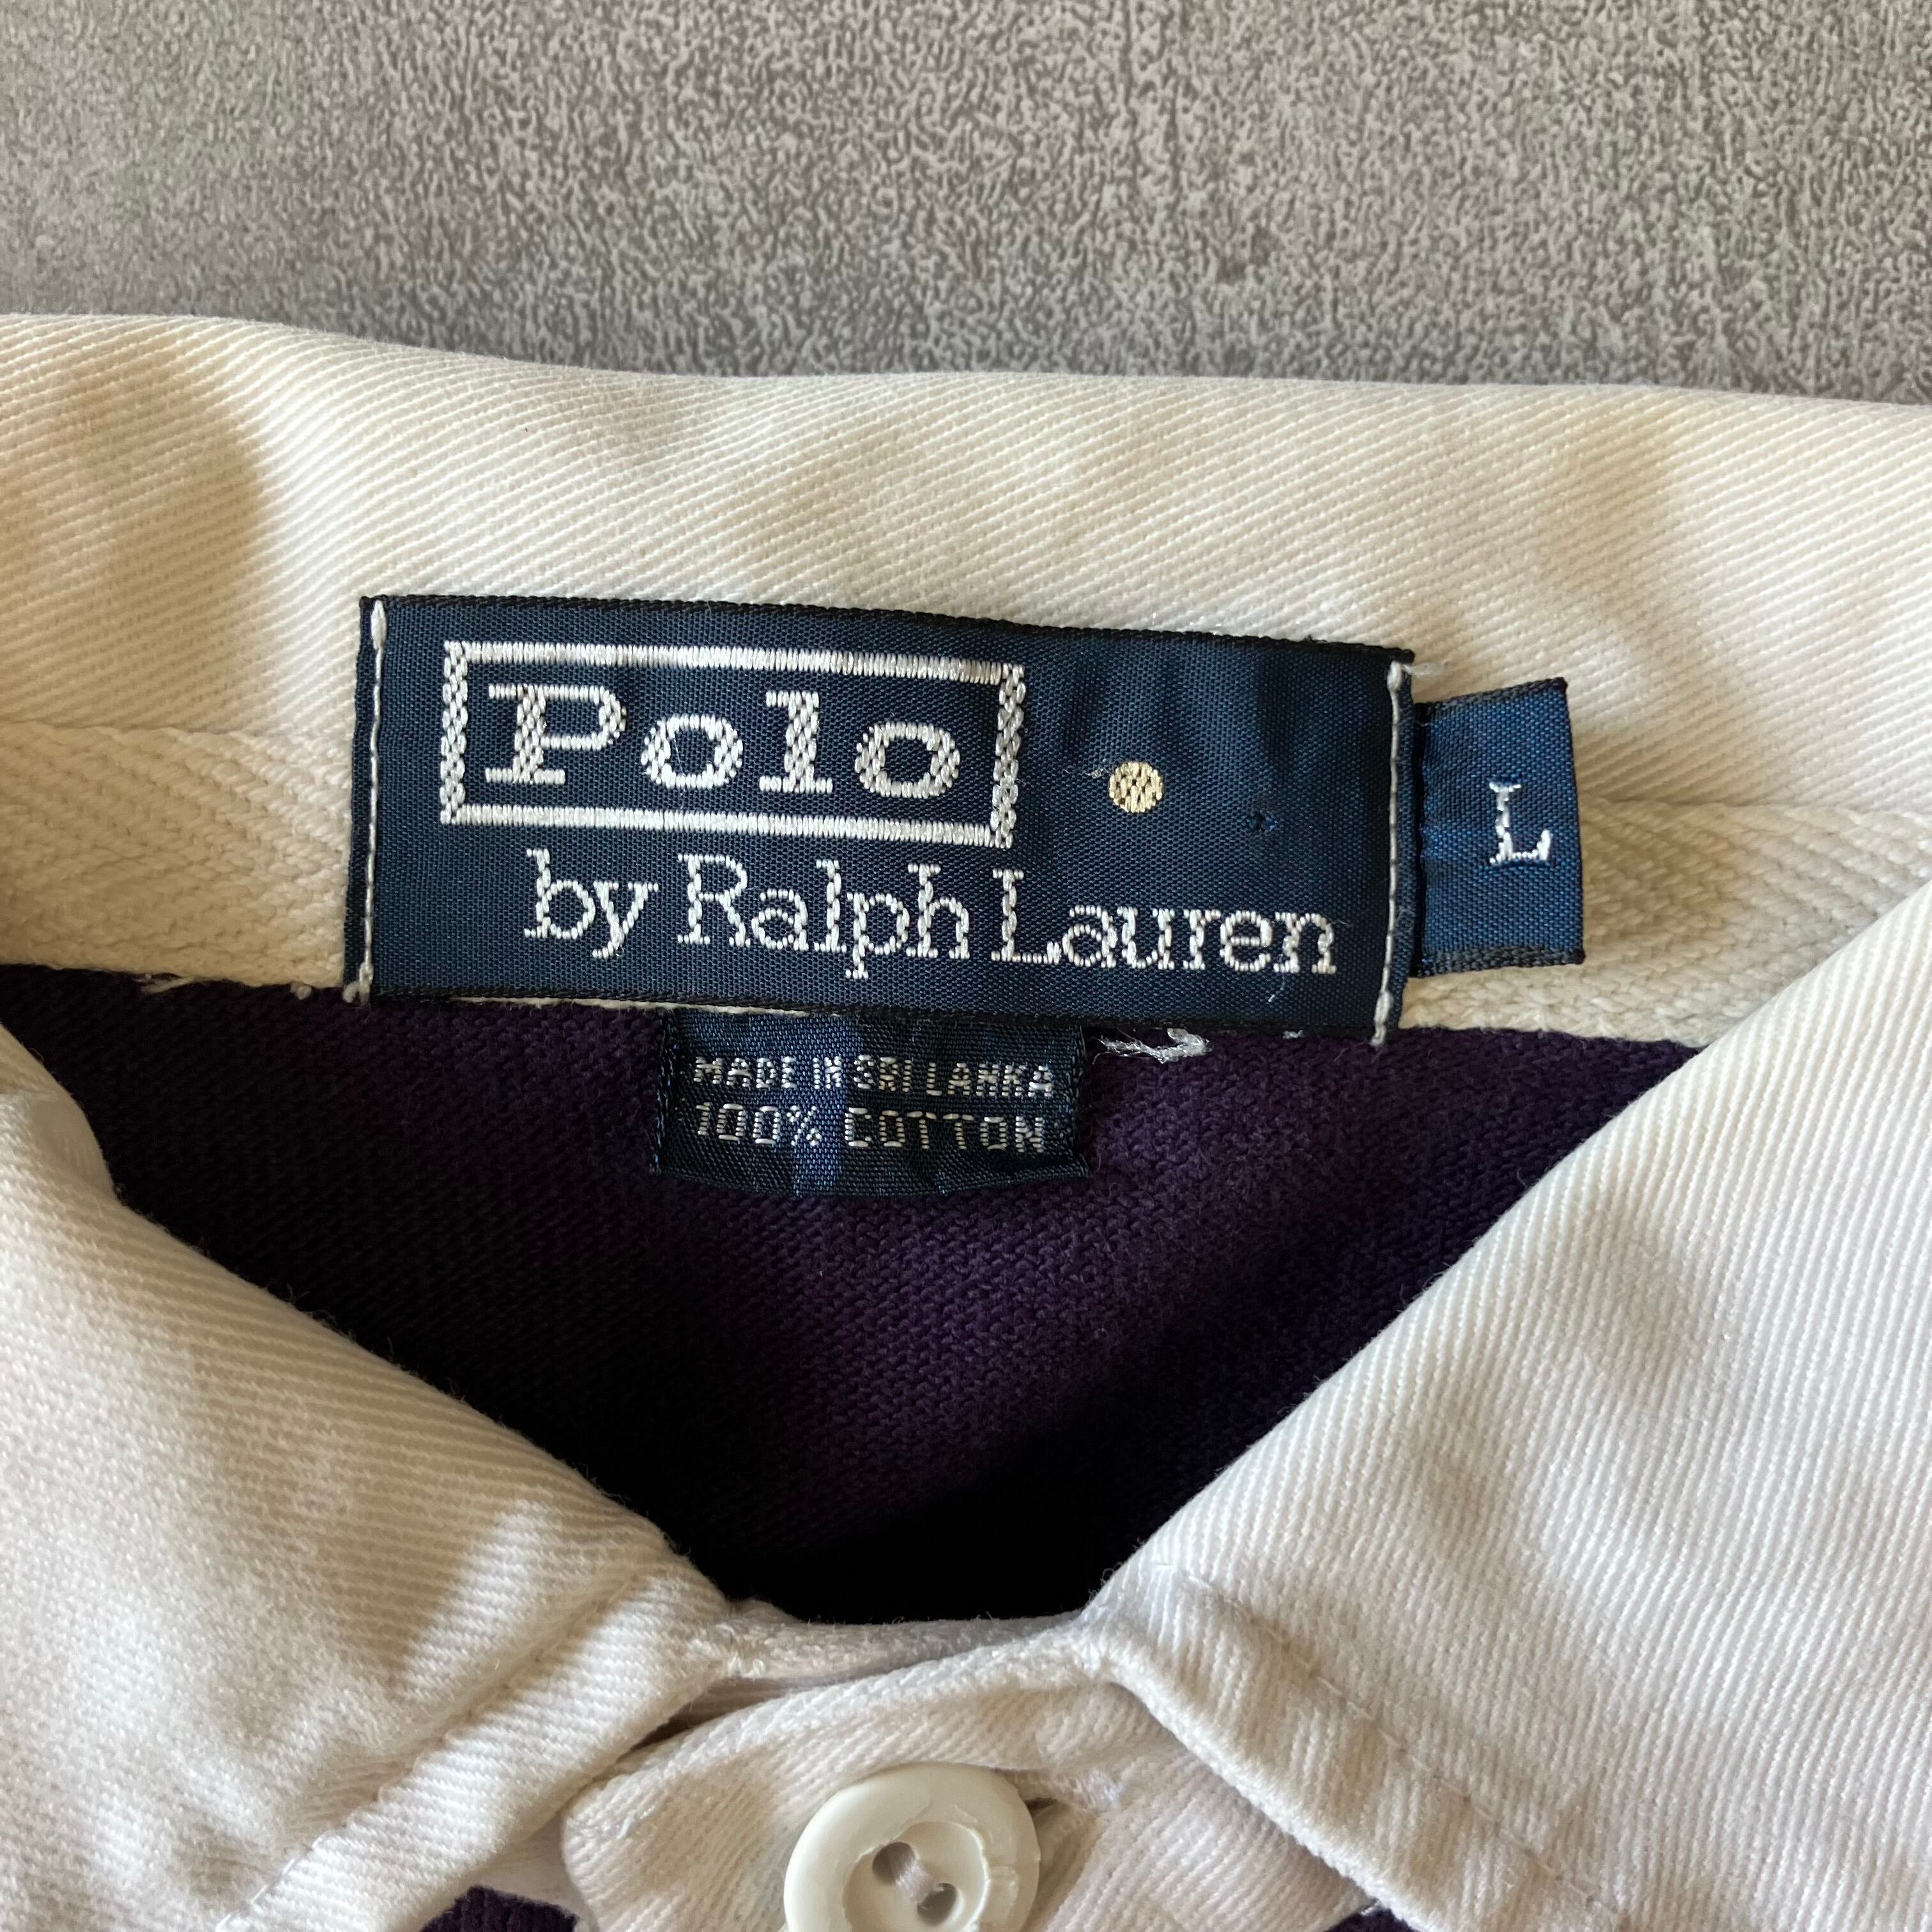 Polo
by Ralph Lauren
L
MADE IN SRI LANKA
100% COTTON